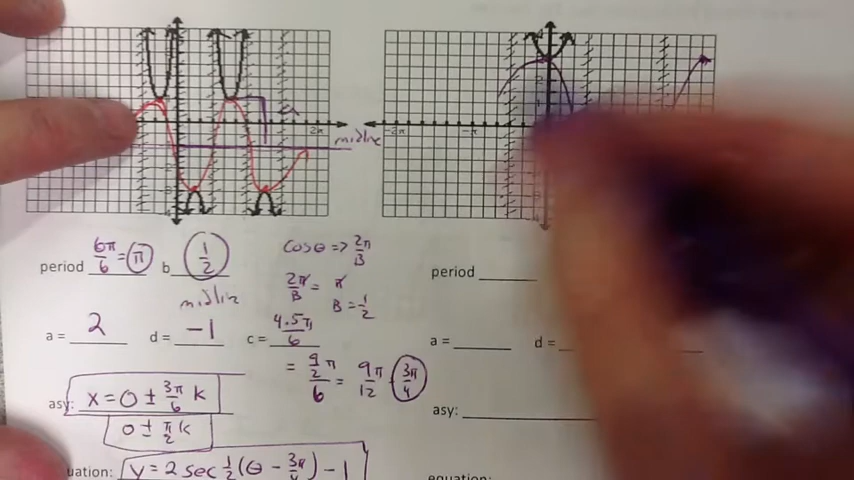 2π
midline
-2π
-π
period 6π/6 = π b 1/2
cos θ => 2π/B
2π/B = π
B = 1/2
midline
a = 2 d = -1 c = 4.5π/6
= 9/2 π/6 = 9π/12 3π/4
asy: x = 0 ± 3π/6 k
0 ± π/2 k
uation: y = 2 sec 1/2 (θ - 3π/4) - 1
period
a = d =
asy:
equation: